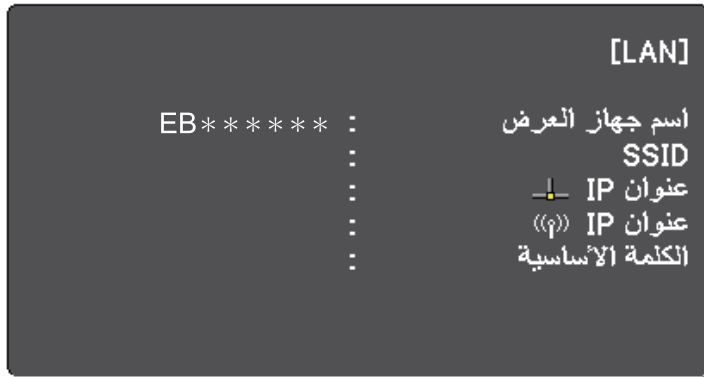 [LAN]
اسم جهاز العرض : EB∗∗∗∗∗∗
SSID :
عنوان IP :
عنوان IP :
الكلمة الأساسية :